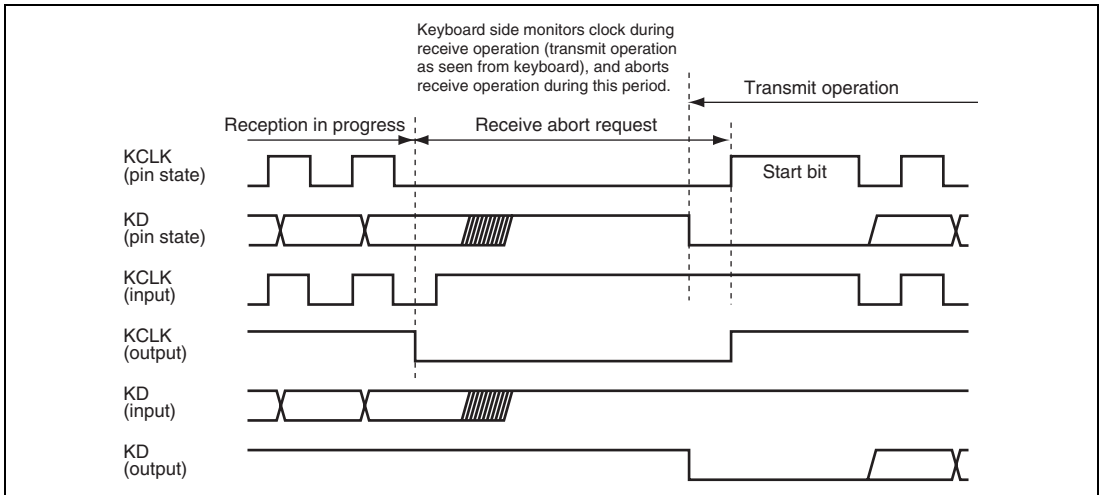 Keyboard side monitors clock during
receive operation (transmit operation
as seen from keyboard), and aborts
receive operation during this period.
Transmit operation
Reception in progress
Receive abort request
KCLK
(pin state)
Start bit
KD
(pin state)
KCLK
(input)
KCLK
(output)
KD
(input)
KD
(output)